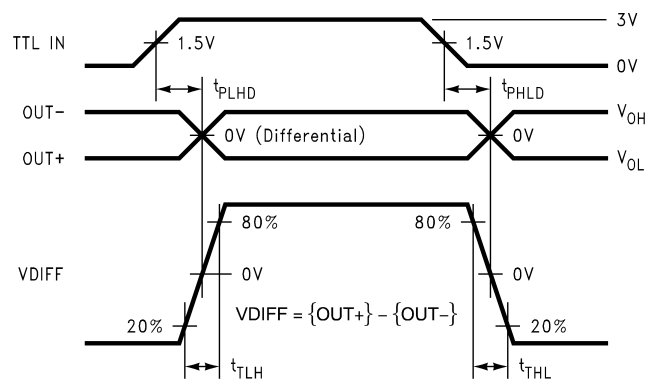 3V
TTL IN 1.5V 1.5V
0V
tPLHD tPHLD
OUT- VOH
0V (Differential) 0V
OUT+ VOL
80% 80%
VDIFF 0V 0V
VDIFF = {OUT+} – {OUT–}
20% 20%
tTLH tTHL